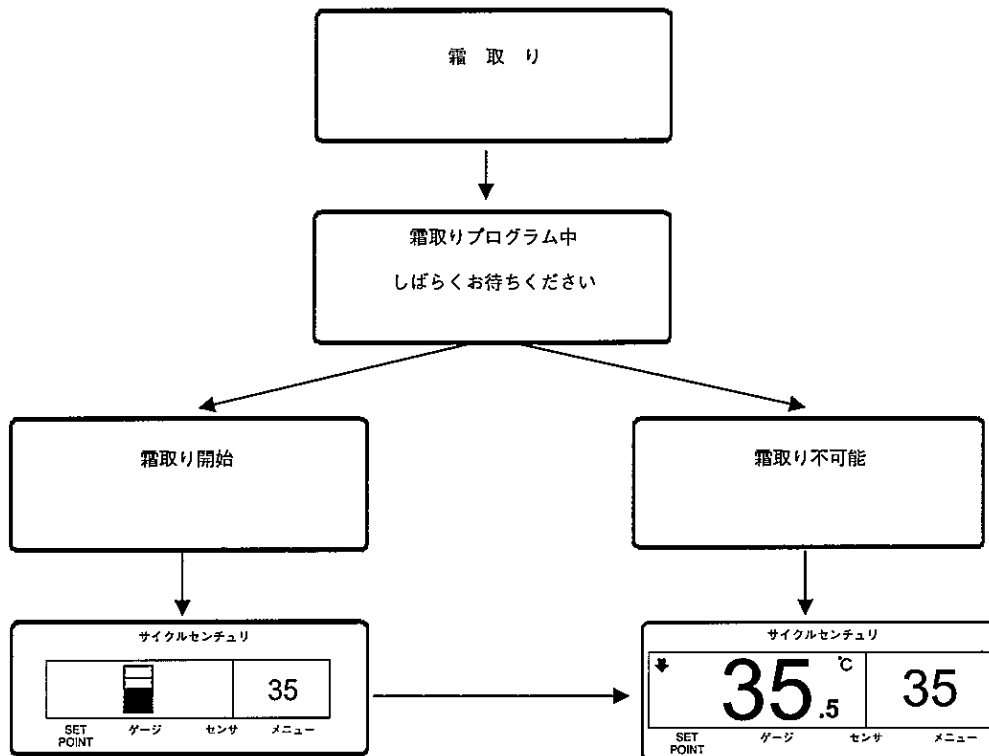 霜 取 り
霜取りプログラム中
しばらくお待ちください
霜取り開始
霜取り不可能
サイクルセンチュリ
35
SET POINT ゲージ センサ メニュー
サイクルセンチュリ
35.5 ℃ 35
SET POINT ゲージ センサ メニュー